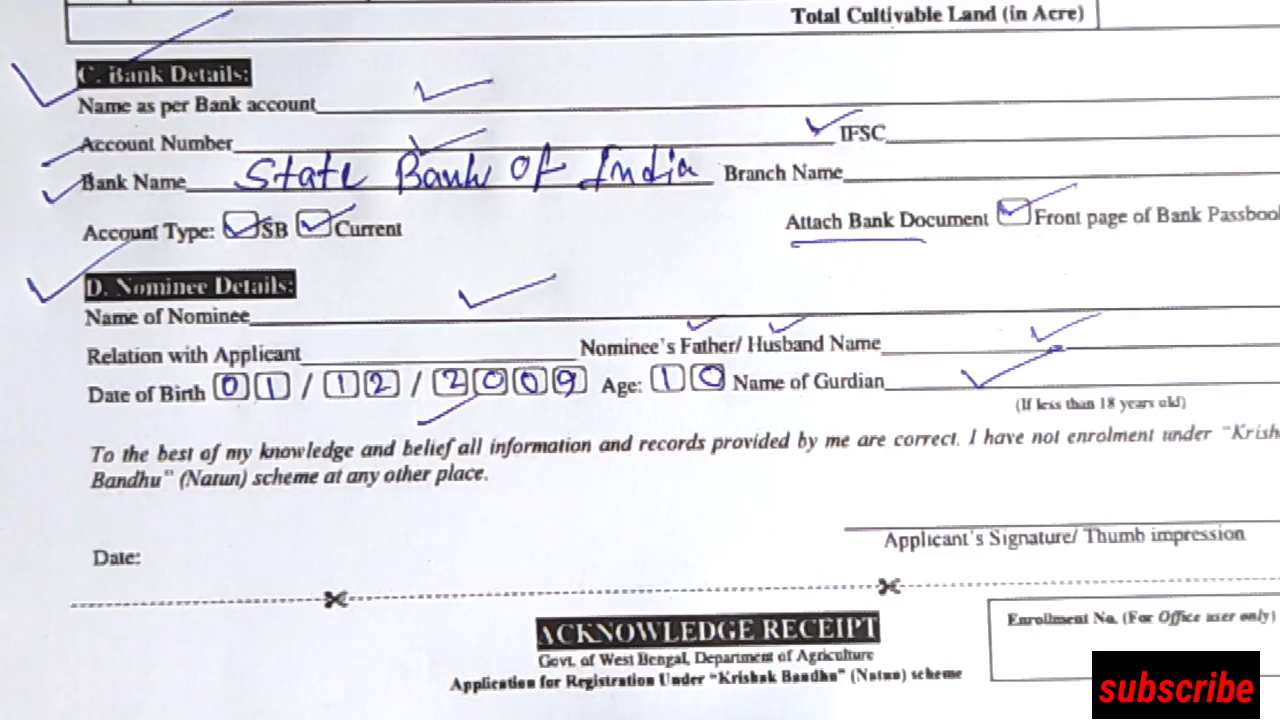 Total Cultivable Land (in Acre)
C. Bank Details:
Name as per Bank account
Account Number IFSC
Bank Name State Bank Of India Branch Name
Account Type: SB Current Attach Bank Document Front page of Bank Passboo
D. Nominee Details:
Name of Nominee
Relation with Applicant Nominee's Father/ Husband Name
Date of Birth 01/12/2009 Age: 10 Name of Gurdian
(If less than 18 years old)
To the best of my knowledge and belief all information and records provided by me are correct. I have not enrolment under "Krish
Bandhu" (Natun) scheme at any other place.
Applicant's Signature/ Thumb impression
Date:
ACKNOWLEDGE RECEIPT
Enrollment No. (For Office user only)
Govt. of West Bengal, Department of Agriculture
Application for Registration Under "Krishak Bandhu" (Natun) scheme
subscribe